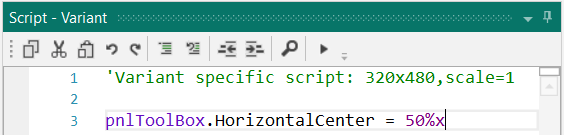 Script - Variant
1 'Variant specific script: 320x480,scale=1
2
3 pnlToolBox.HorizontalCenter = 50%x